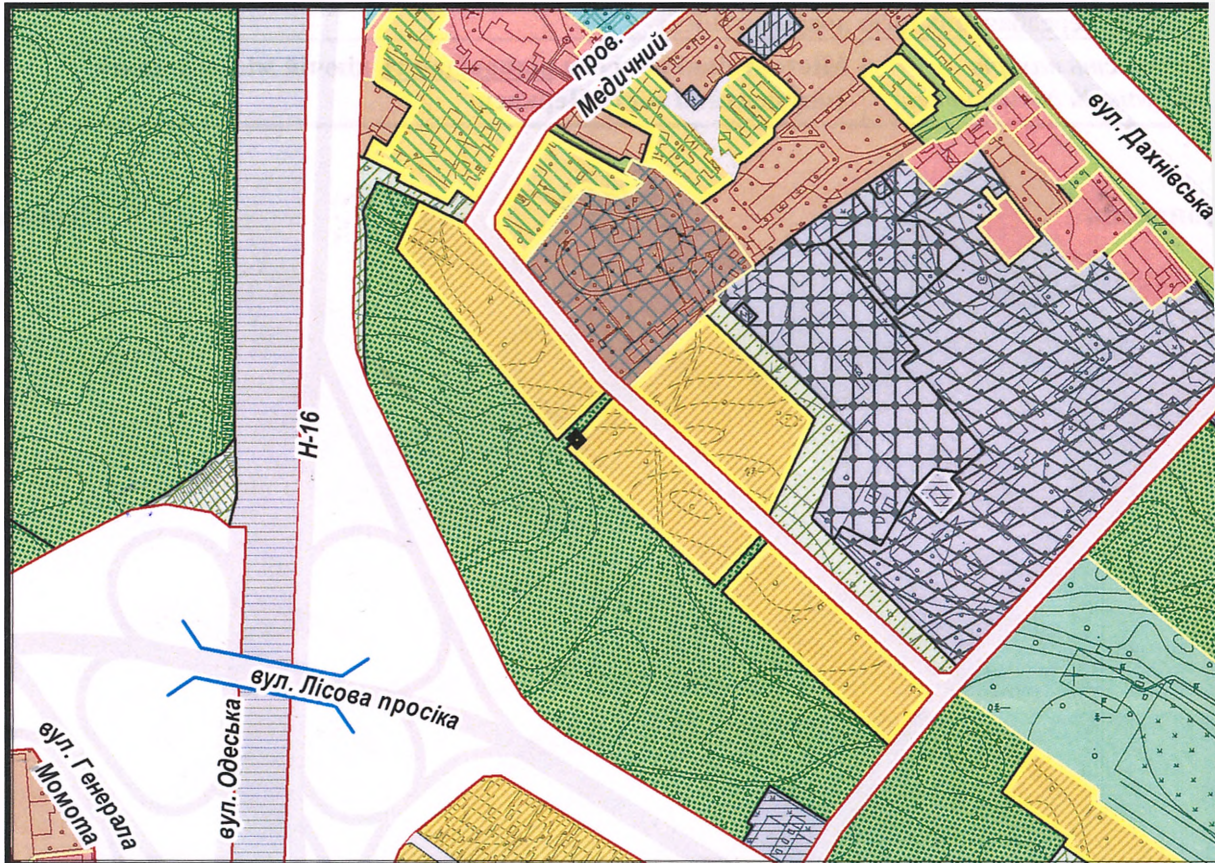 пров.
Медичний
вул. Дахнівська
Н-16
вул. Лісова просіка
вул. Одеська
вул. Генерала
Момота